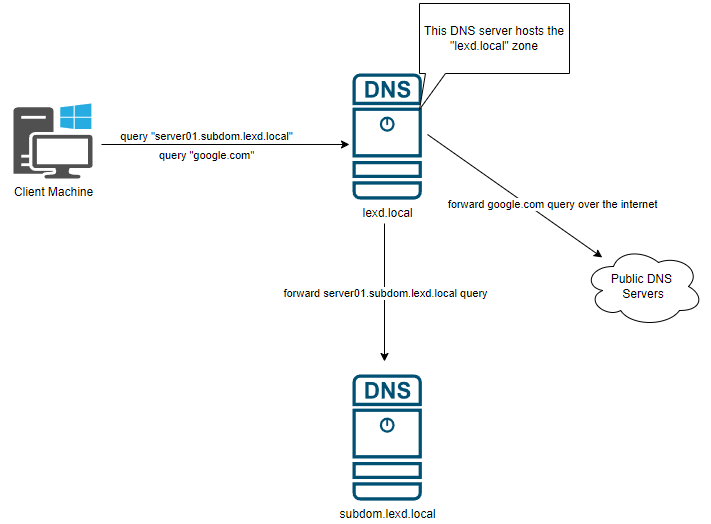 This DNS server hosts the
"lexd.local" zone
DNS
query "server01.subdom.lexd.local"
query "google.com"
Client Machine
lexd.local
forward google.com query over the internet
Public DNS
Servers
forward server01.subdom.lexd.local query
DNS
subdom.lexd.local